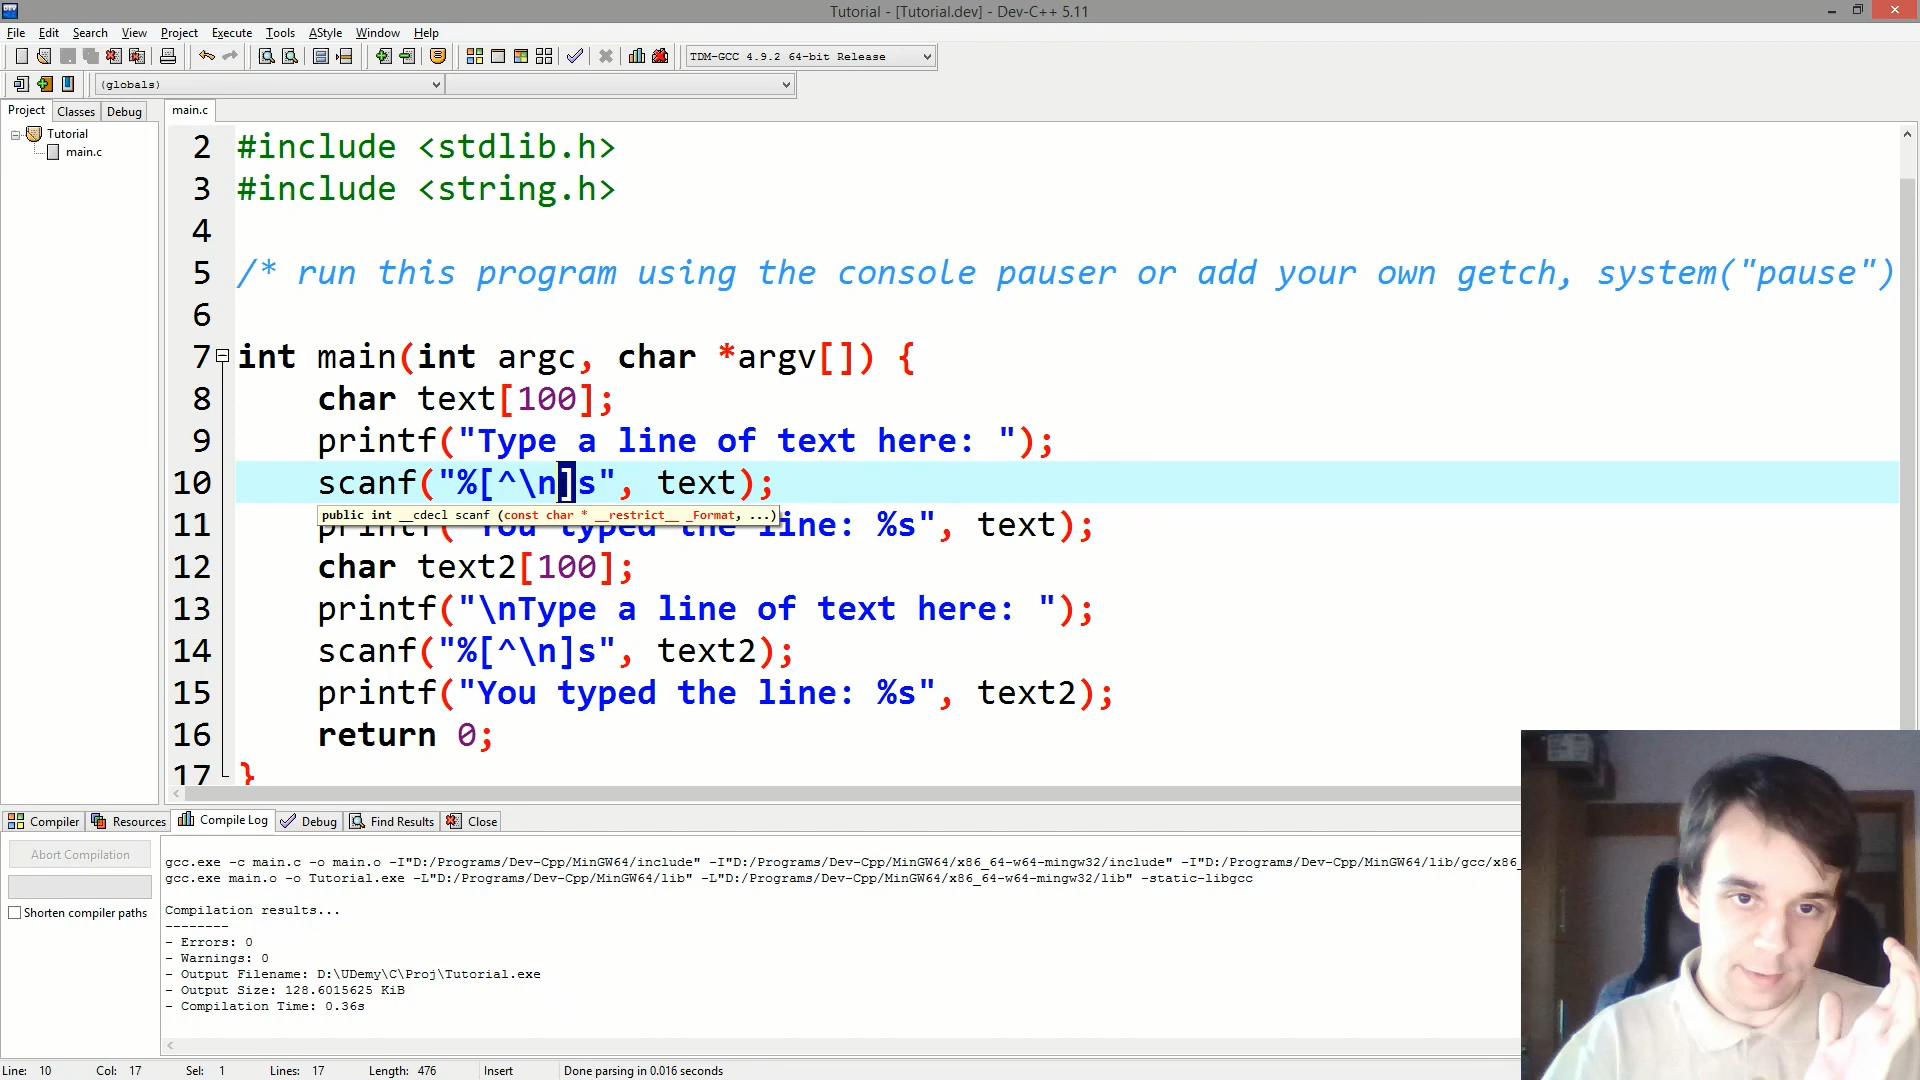 Tutorial - [Tutorial.dev] - Dev-C++ 5.11
File Edit Search View Project Execute Tools AStyle Window Help
TDM-GCC 4.9.2 64-bit Release
(globals)
Project Classes Debug
main.c
Tutorial
main.c
2 #include <stdlib.h>
3 #include <string.h>
4
5 /* run this program using the console pauser or add your own getch, system("pause")
6
7 int main(int argc, char *argv[]) {
8 char text[100];
9 printf("Type a line of text here: ");
10 scanf("%[^\n]s", text);
public int __cdecl scanf (const char * __restrict__ _Format, ...)
11 printf("You typed the line: %s", text);
12 char text2[100];
13 printf("\nType a line of text here: ");
14 scanf("%[^\n]s", text2);
15 printf("You typed the line: %s", text2);
16 return 0;
17 }
Compiler Resources Compile Log Debug Find Results Close
Abort Compilation
Shorten compiler paths
gcc.exe -c main.c -o main.o -I"D:/Programs/Dev-Cpp/MinGW64/include" -I"D:/Programs/Dev-Cpp/MinGW64/x86_64-w64-mingw32/include" -I"D:/Programs/Dev-Cpp/MinGW64/lib/gcc/x86_
gcc.exe main.o -o Tutorial.exe -L"D:/Programs/Dev-Cpp/MinGW64/lib" -L"D:/Programs/Dev-Cpp/MinGW64/x86_64-w64-mingw32/lib" -static-libgcc
Compilation results...
--------
- Errors: 0
- Warnings: 0
- Output Filename: D:\UDemy\C\Proj\Tutorial.exe
- Output Size: 128.6015625 KiB
- Compilation Time: 0.36s
Line: 10 Col: 17 Sel: 1 Lines: 17 Length: 476 Insert Done parsing in 0.016 seconds